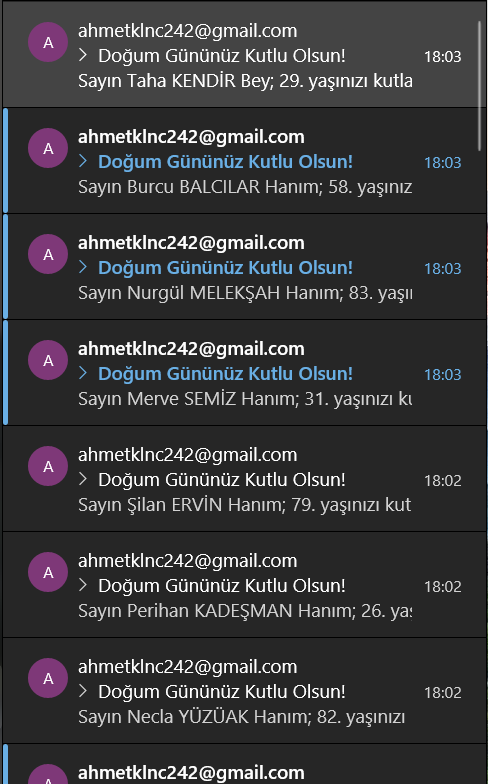 A
ahmetklnc242@gmail.com
> Doğum Gününüz Kutlu Olsun!
18:03
Sayın Taha KENDİR Bey; 29. yaşınızı kutla
A
ahmetklnc242@gmail.com
> Doğum Gününüz Kutlu Olsun!
18:03
Sayın Burcu BALCILAR Hanım; 58. yaşınız
A
ahmetklnc242@gmail.com
> Doğum Gününüz Kutlu Olsun!
18:03
Sayın Nurgül MELEKŞAH Hanım; 83. yaşın
A
ahmetklnc242@gmail.com
> Doğum Gününüz Kutlu Olsun!
18:03
Sayın Merve SEMİZ Hanım; 31. yaşınızı ku
A
ahmetklnc242@gmail.com
> Doğum Gününüz Kutlu Olsun!
18:02
Sayın Şilan ERVİN Hanım; 79. yaşınızı kut
A
ahmetklnc242@gmail.com
> Doğum Gününüz Kutlu Olsun!
18:02
Sayın Perihan KADEŞMAN Hanım; 26. yaş
A
ahmetklnc242@gmail.com
> Doğum Gününüz Kutlu Olsun!
18:02
Sayın Necla YÜZÜAK Hanım; 82. yaşınızı
A
ahmetklnc242@gmail.com